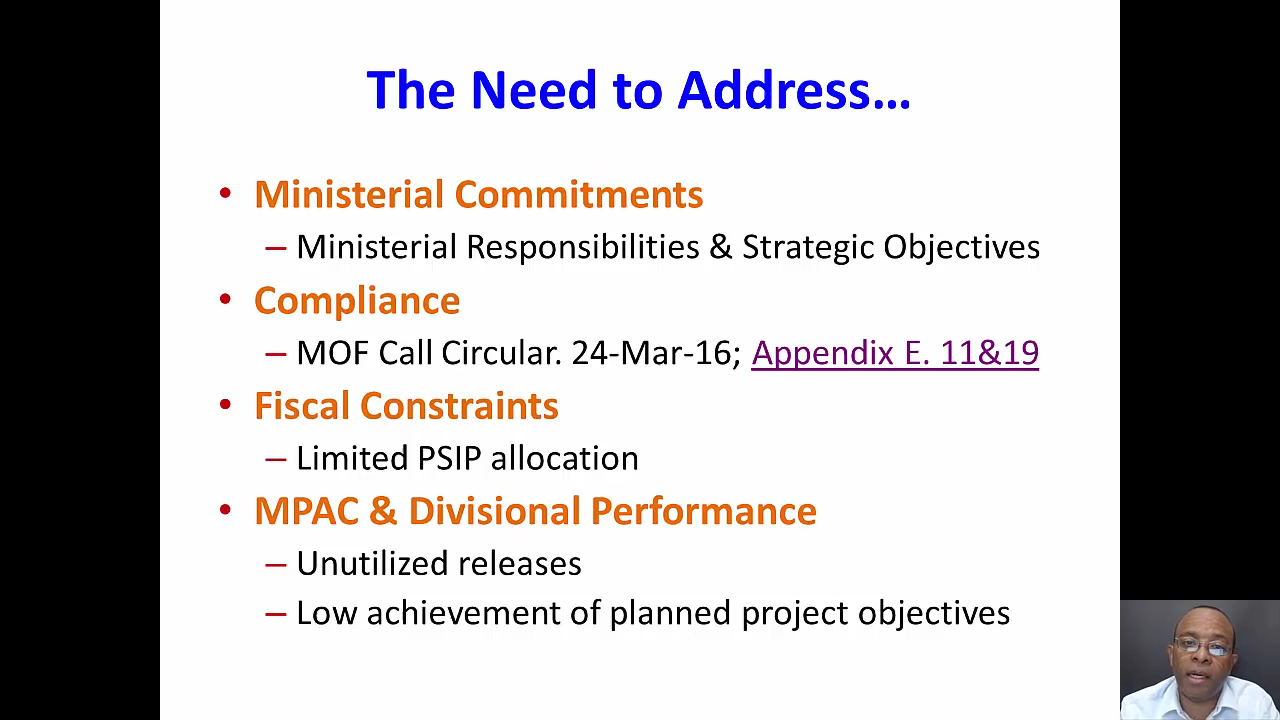 The Need to Address...
• Ministerial Commitments
– Ministerial Responsibilities & Strategic Objectives
• Compliance
– MOF Call Circular. 24-Mar-16; Appendix E. 11&19
• Fiscal Constraints
– Limited PSIP allocation
• MPAC & Divisional Performance
– Unutilized releases
– Low achievement of planned project objectives